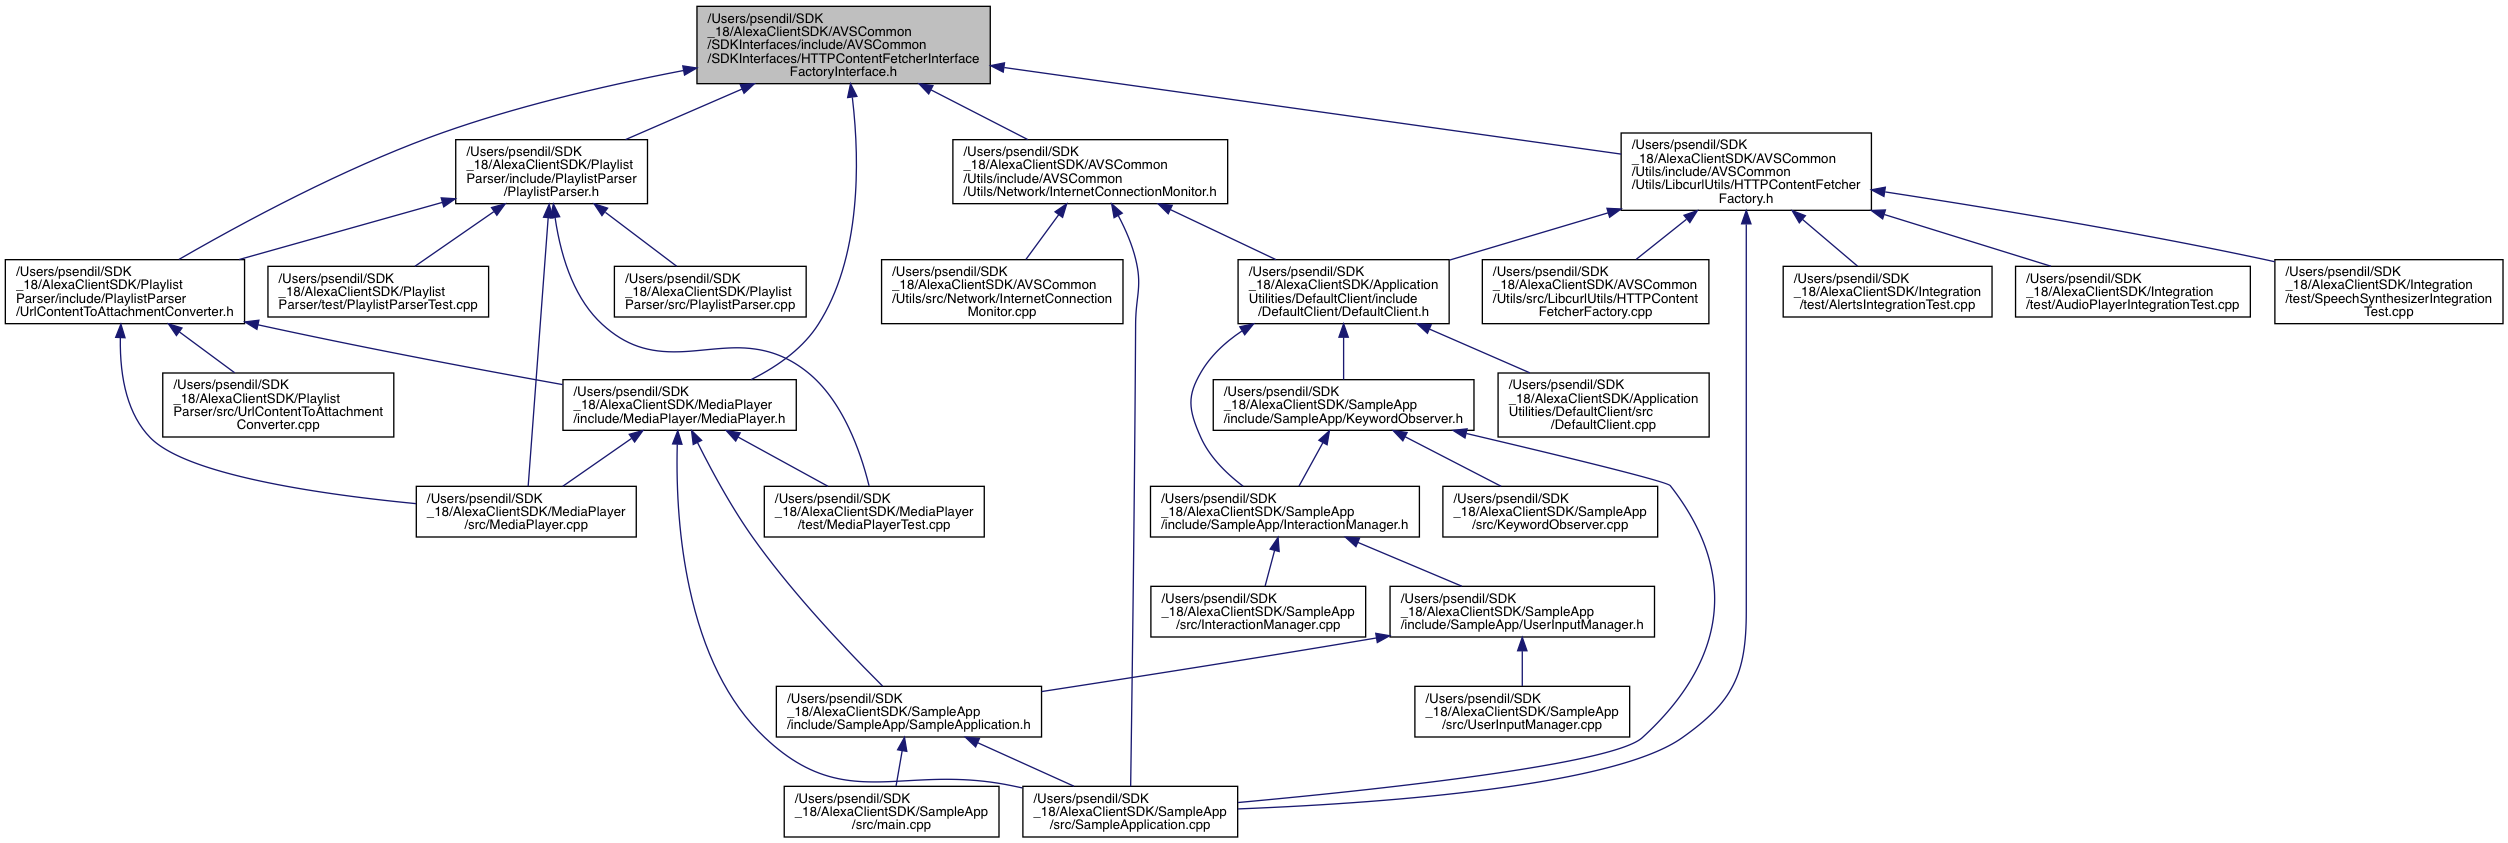 /Users/psendil/SDK
_18/AlexaClientSDK/AVSCommon
/SDKInterfaces/include/AVSCommon
/SDKInterfaces/HTTPContentFetcherInterface
FactoryInterface.h
/Users/psendil/SDK
_18/AlexaClientSDK/Playlist
Parser/include/PlaylistParser
/PlaylistParser.h
/Users/psendil/SDK
_18/AlexaClientSDK/AVSCommon
/Utils/include/AVSCommon
/Utils/Network/InternetConnectionMonitor.h
/Users/psendil/SDK
_18/AlexaClientSDK/AVSCommon
/Utils/include/AVSCommon
/Utils/LibcurlUtils/HTTPContentFetcher
Factory.h
/Users/psendil/SDK
_18/AlexaClientSDK/Playlist
Parser/include/PlaylistParser
/UrlContentToAttachmentConverter.h
/Users/psendil/SDK
_18/AlexaClientSDK/Playlist
Parser/test/PlaylistParserTest.cpp
/Users/psendil/SDK
_18/AlexaClientSDK/Playlist
Parser/src/PlaylistParser.cpp
/Users/psendil/SDK
_18/AlexaClientSDK/AVSCommon
/Utils/src/Network/InternetConnection
Monitor.cpp
/Users/psendil/SDK
_18/AlexaClientSDK/Application
Utilities/DefaultClient/include
/DefaultClient/DefaultClient.h
/Users/psendil/SDK
_18/AlexaClientSDK/AVSCommon
/Utils/src/LibcurlUtils/HTTPContent
FetcherFactory.cpp
/Users/psendil/SDK
_18/AlexaClientSDK/Integration
/test/AlertsIntegrationTest.cpp
/Users/psendil/SDK
_18/AlexaClientSDK/Integration
/test/AudioPlayerIntegrationTest.cpp
/Users/psendil/SDK
_18/AlexaClientSDK/Integration
/test/SpeechSynthesizerIntegration
Test.cpp
/Users/psendil/SDK
_18/AlexaClientSDK/Playlist
Parser/src/UrlContentToAttachment
Converter.cpp
/Users/psendil/SDK
_18/AlexaClientSDK/MediaPlayer
/include/MediaPlayer/MediaPlayer.h
/Users/psendil/SDK
_18/AlexaClientSDK/SampleApp
/include/SampleApp/KeywordObserver.h
/Users/psendil/SDK
_18/AlexaClientSDK/Application
Utilities/DefaultClient/src
/DefaultClient.cpp
/Users/psendil/SDK
_18/AlexaClientSDK/MediaPlayer
/src/MediaPlayer.cpp
/Users/psendil/SDK
_18/AlexaClientSDK/MediaPlayer
/test/MediaPlayerTest.cpp
/Users/psendil/SDK
_18/AlexaClientSDK/SampleApp
/include/SampleApp/InteractionManager.h
/Users/psendil/SDK
_18/AlexaClientSDK/SampleApp
/src/KeywordObserver.cpp
/Users/psendil/SDK
_18/AlexaClientSDK/SampleApp
/src/InteractionManager.cpp
/Users/psendil/SDK
_18/AlexaClientSDK/SampleApp
/include/SampleApp/UserInputManager.h
/Users/psendil/SDK
_18/AlexaClientSDK/SampleApp
/include/SampleApp/SampleApplication.h
/Users/psendil/SDK
_18/AlexaClientSDK/SampleApp
/src/UserInputManager.cpp
/Users/psendil/SDK
_18/AlexaClientSDK/SampleApp
/src/main.cpp
/Users/psendil/SDK
_18/AlexaClientSDK/SampleApp
/src/SampleApplication.cpp